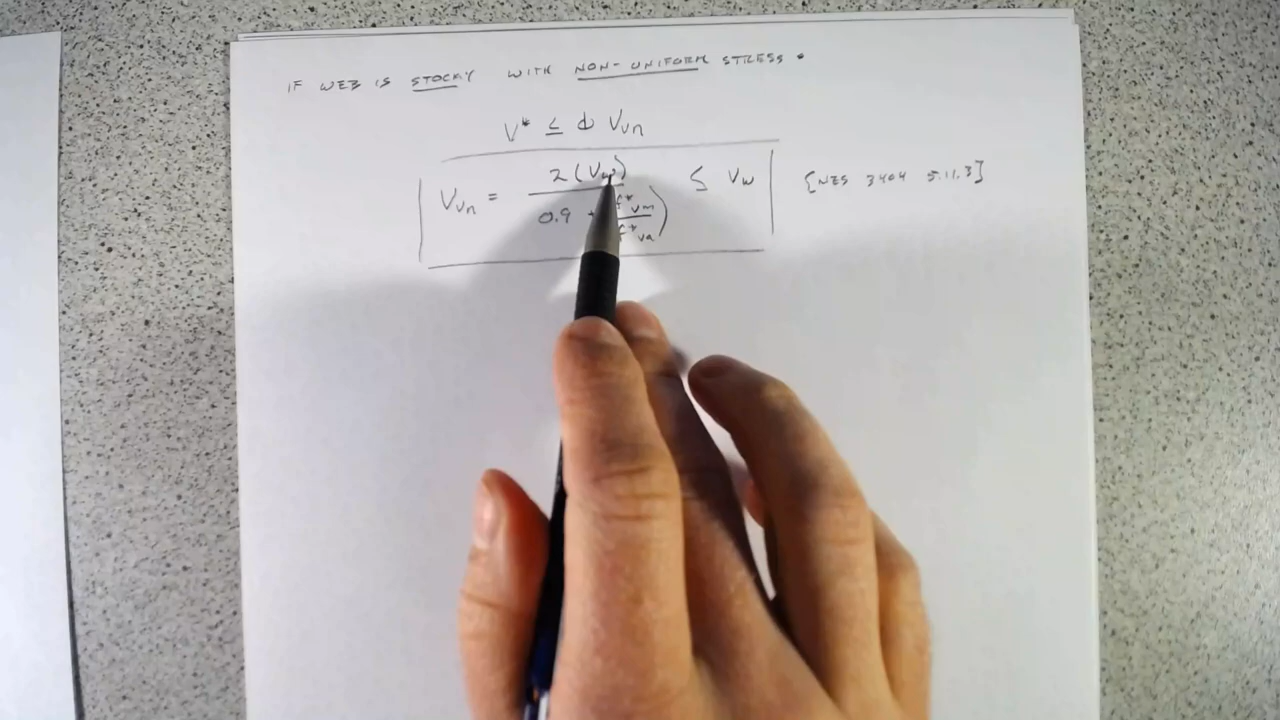 IF WEB IS STOCKY WITH NON-UNIFORM STRESS •
V* ≤ ϕ Vvn
Vvn = 2(Vw) / 0.9 + (f*vm / f*va) ≤ Vw [NZS 3404 5.11.3]